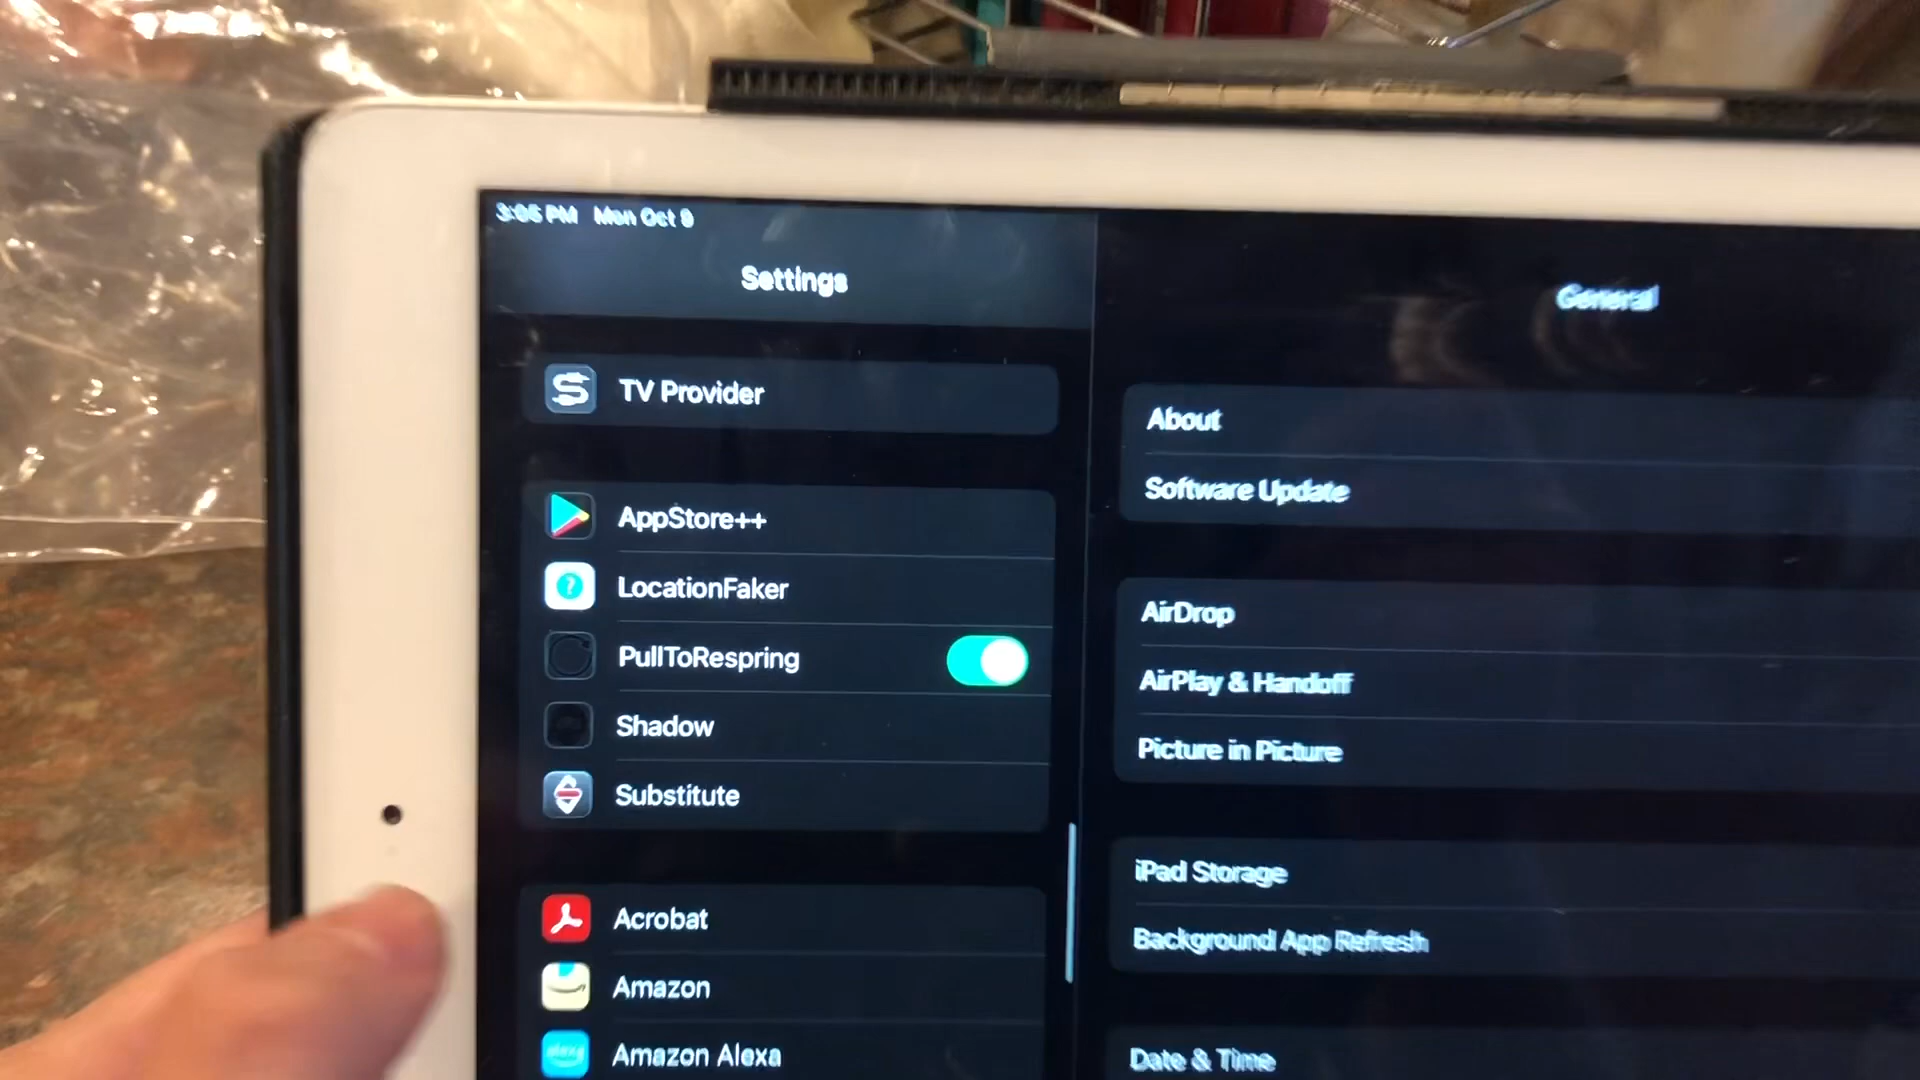 3:05 PM Mon Oct 9
Settings
TV Provider
AppStore++
LocationFaker
PullToRespring
Shadow
Substitute
Acrobat
Amazon
Amazon Alexa
General
About
Software Update
AirDrop
AirPlay & Handoff
Picture in Picture
iPad Storage
Background App Refresh
Date & Time